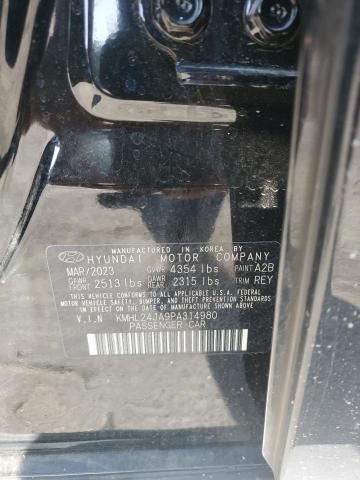 MANUFACTURED IN KOREA BY
HYUNDAI MOTOR COMPANY
MAR/2023 GVWR 4354 lbs PAINT A2B
GAWR FRONT 2513 lbs GAWR REAR 2315 lbs TRIM REY
THIS VEHICLE CONFORMS TO ALL APPLICABLE U.S. FEDERAL
MOTOR VEHICLE SAFETY, BUMPER, AND THEFT
PREVENTION STANDARDS IN EFFECT ON THE DATE OF
MANUFACTURE SHOWN ABOVE.
V.I.N KMHL24JA9PA314980
PASSENGER CAR